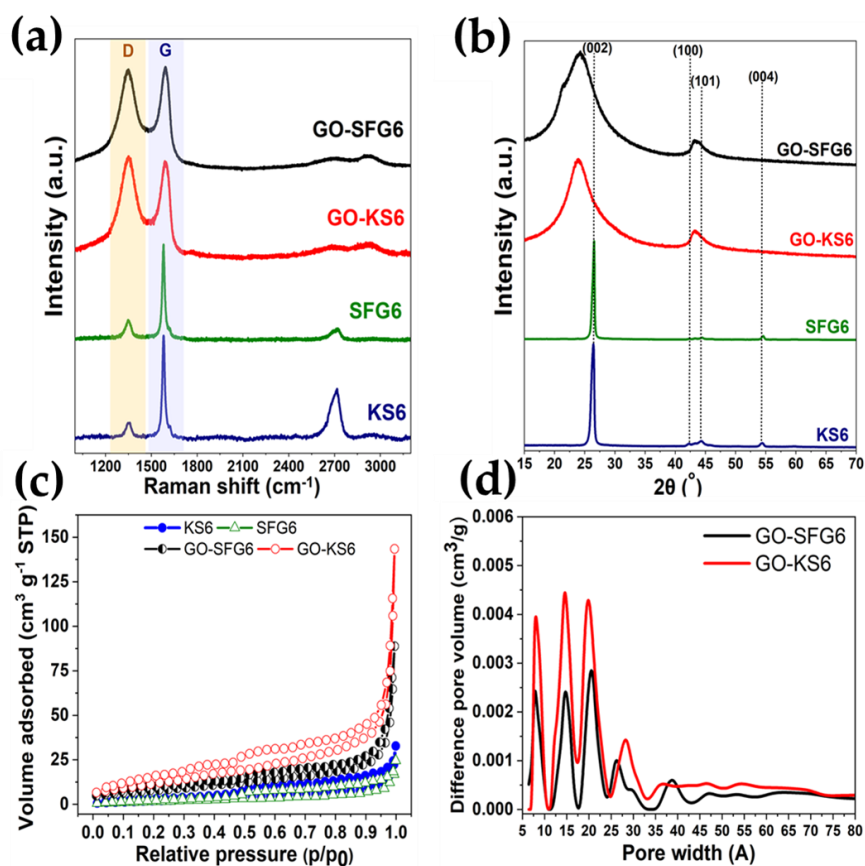 (a)
D G
GO-SFG6
GO-KS6
SFG6
KS6
Intensity (a.u.)
1200 1500 1800 2100 2400 2700 3000
Raman shift (cm-1)
(b)
(002)
(100)
(101)
(004)
GO-SFG6
GO-KS6
SFG6
KS6
Intensity (a.u.)
15 20 25 30 35 40 45 50 55 60 65 70
2θ (°)
(c)
KS6 SFG6
GO-SFG6 GO-KS6
Volume adsorbed (cm3 g-1 STP)
150
125
100
75
50
25
0
0.0 0.1 0.2 0.3 0.4 0.5 0.6 0.7 0.8 0.9 1.0
Relative pressure (p/p0)
(d)
GO-SFG6
GO-KS6
Difference pore volume (cm3/g)
0.006
0.005
0.004
0.003
0.002
0.001
0.000
5 10 15 20 25 30 35 40 45 50 55 60 65 70 75 80
Pore width (A)